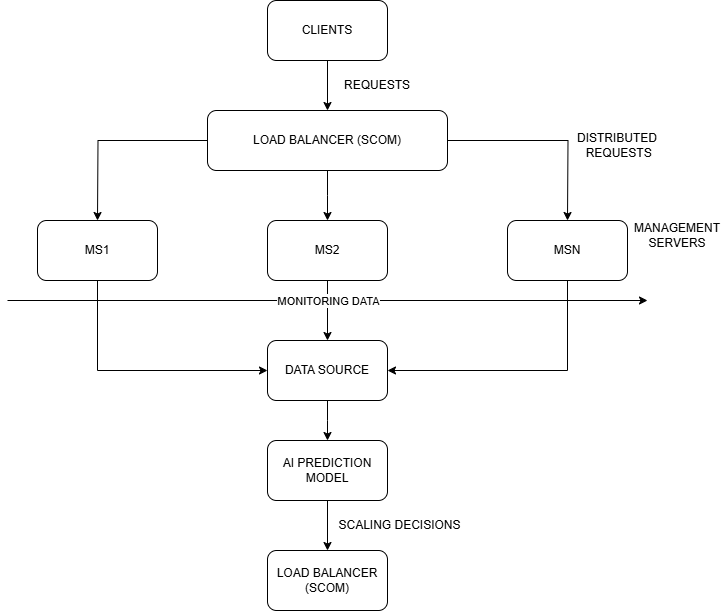 CLIENTS
REQUESTS
LOAD BALANCER (SCOM)
DISTRIBUTED
REQUESTS
MS1
MS2
MSN
MANAGEMENT
SERVERS
MONITORING DATA
DATA SOURCE
AI PREDICTION
MODEL
SCALING DECISIONS
LOAD BALANCER
(SCOM)